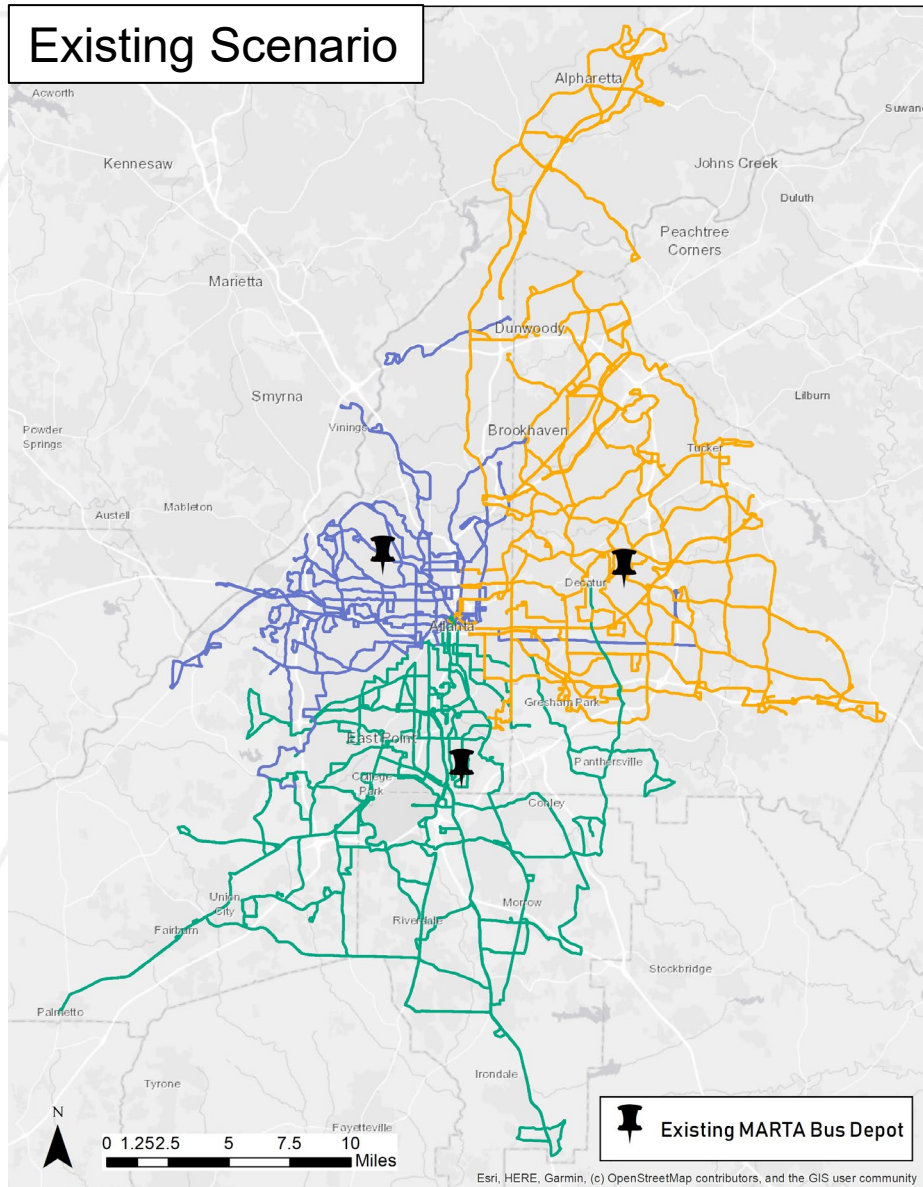 Existing Scenario
Alpharetta
Acworth
Suwan
Kennesaw
Johns Creek
Duluth
Peachtree
Corners
Marietta
Dunwoody
Smyrna
Lilburn
Vinings
Brookhaven
Powder
Springs
Tucker
Mableton
Austell
Decatur
Atlanta
Gresham Park
East Point
Panthersville
College
Park
Conley
Union
City
Morrow
Riverdale
Fairburn
Stockbridge
Palmetto
Irondale
Tyrone
Fayetteville
N
0 1.252.5 5 7.5 10
Miles
Existing MARTA Bus Depot
Esri, HERE, Garmin, (c) OpenStreetMap contributors, and the GIS user community